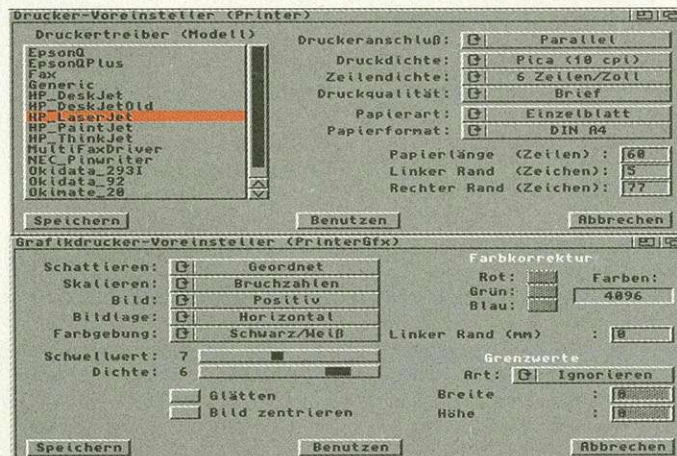 Drucker-Voreinsteller (Printer)
Druckertreiber (Modell)
EpsonQ
EpsonQPlus
Fax
Generic
HP_DeskJet
HP_DeskJetOld
HP_LaserJet
HP_PaintJet
HP_ThinkJet
MultiFaxDriver
NEC_Pinwriter
Okidata_293I
Okidata_92
Okimate_20
Druckeranschluß: Parallel
Druckdichte: Pica (10 cpi)
Zeilendichte: 6 Zeilen/Zoll
Druckqualität: Brief
Papierart: Einzelblatt
Papierformat: DIN A4
Papierlänge (Zeilen) : 60
Linker Rand (Zeichen): 5
Rechter Rand (Zeichen): 77
Speichern Benutzen Abbrechen
Grafikdrucker-Voreinsteller (PrinterGfx)
Schattieren: Geordnet
Skalieren: Bruchzahlen
Bild: Positiv
Bildlage: Horizontal
Farbgebung: Schwarz/Weiß
Schwellwert: 7
Dichte: 6
Glätten
Bild zentrieren
Farbkorrektur
Rot:
Grün:
Blau:
Farben:
4096
Linker Rand (mm) : 0
Grenzwerte
Art: Ignorieren
Breite : 0
Höhe : 0
Speichern Benutzen Abbrechen